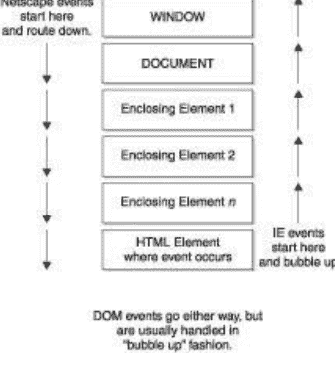 Netscape events
start here
and route down.
WINDOW
DOCUMENT
Enclosing Element 1
Enclosing Element 2
Enclosing Element n
HTML Element
where event occurs
IE events
start here
and bubble up
DOM events go either way, but
are usually handled in
"bubble up" fashion.